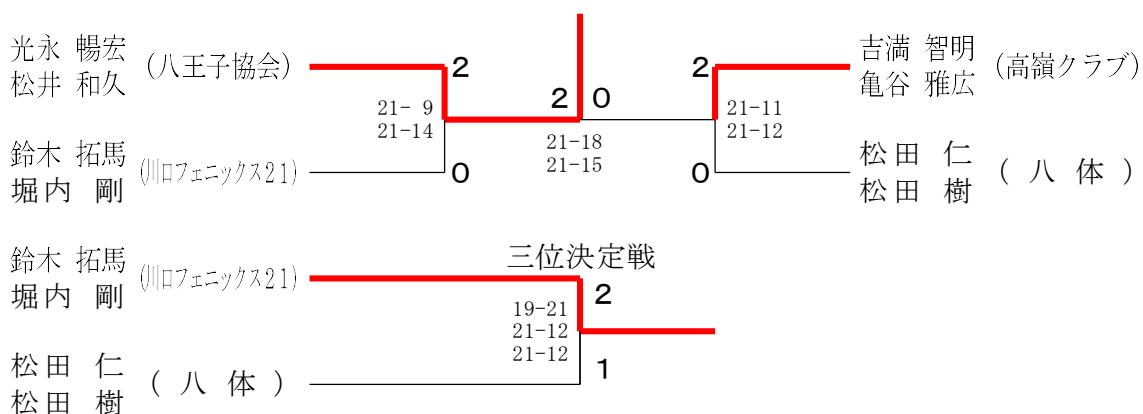 光永 暢宏
松井 和久
(八王子協会)
2
21- 9
21-14
鈴木 拓馬
堀内 剛
(川口フェニックス21)
0
2 0
21-18
21-15
吉満 智明
亀谷 雅広
(高嶺クラブ)
2
21-11
21-12
松田 仁
松田 樹
( 八 体 )
0
三位決定戦
鈴木 拓馬
堀内 剛
(川口フェニックス21)
2
19-21
21-12
21-12
松田 仁
松田 樹
( 八 体 )
1